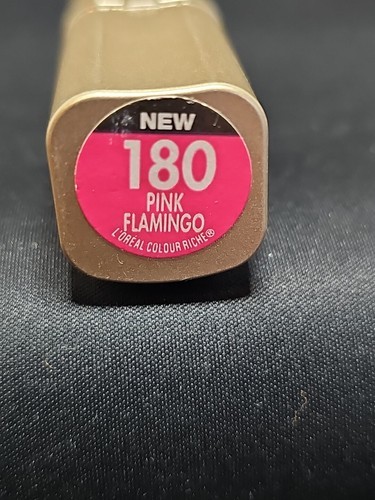 NEW
180
PINK
FLAMINGO
L'ORÉAL COLOUR RICHE®